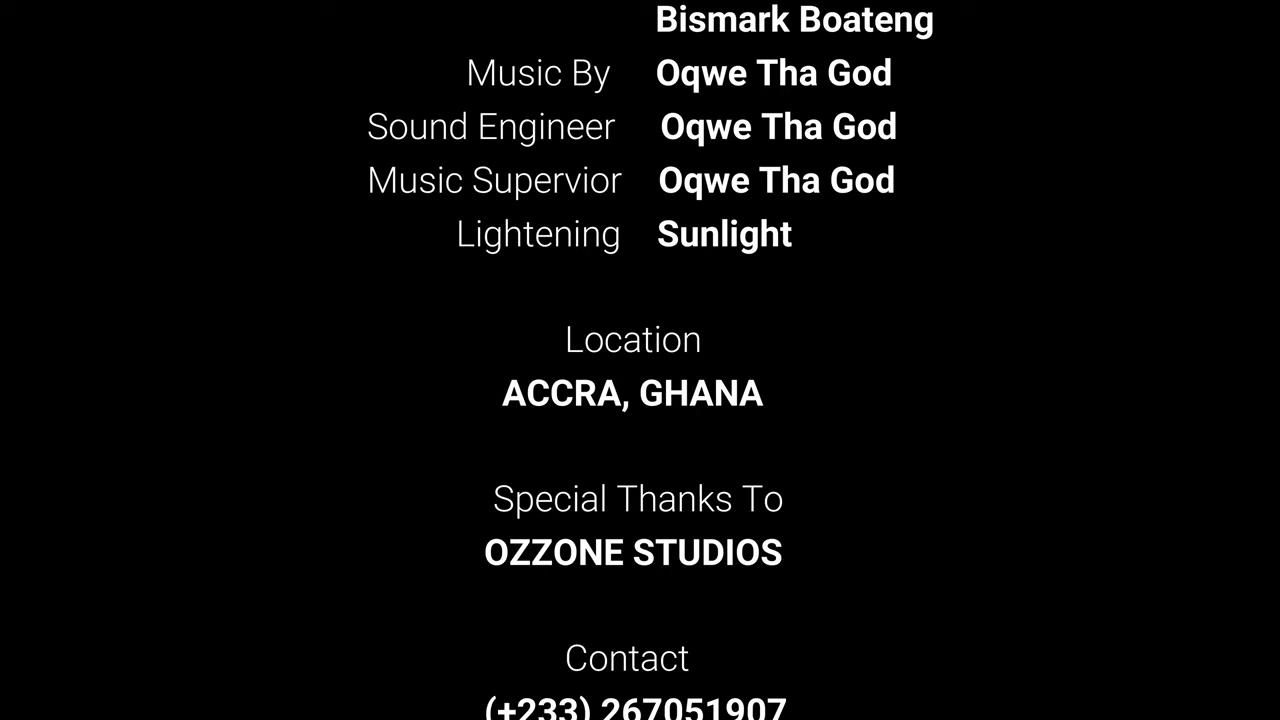 Bismark Boateng
Music By Oqwe Tha God
Sound Engineer Oqwe Tha God
Music Supervior Oqwe Tha God
Lightening Sunlight
Location
ACCRA, GHANA
Special Thanks To
OZZONE STUDIOS
Contact
(+233) 267051907